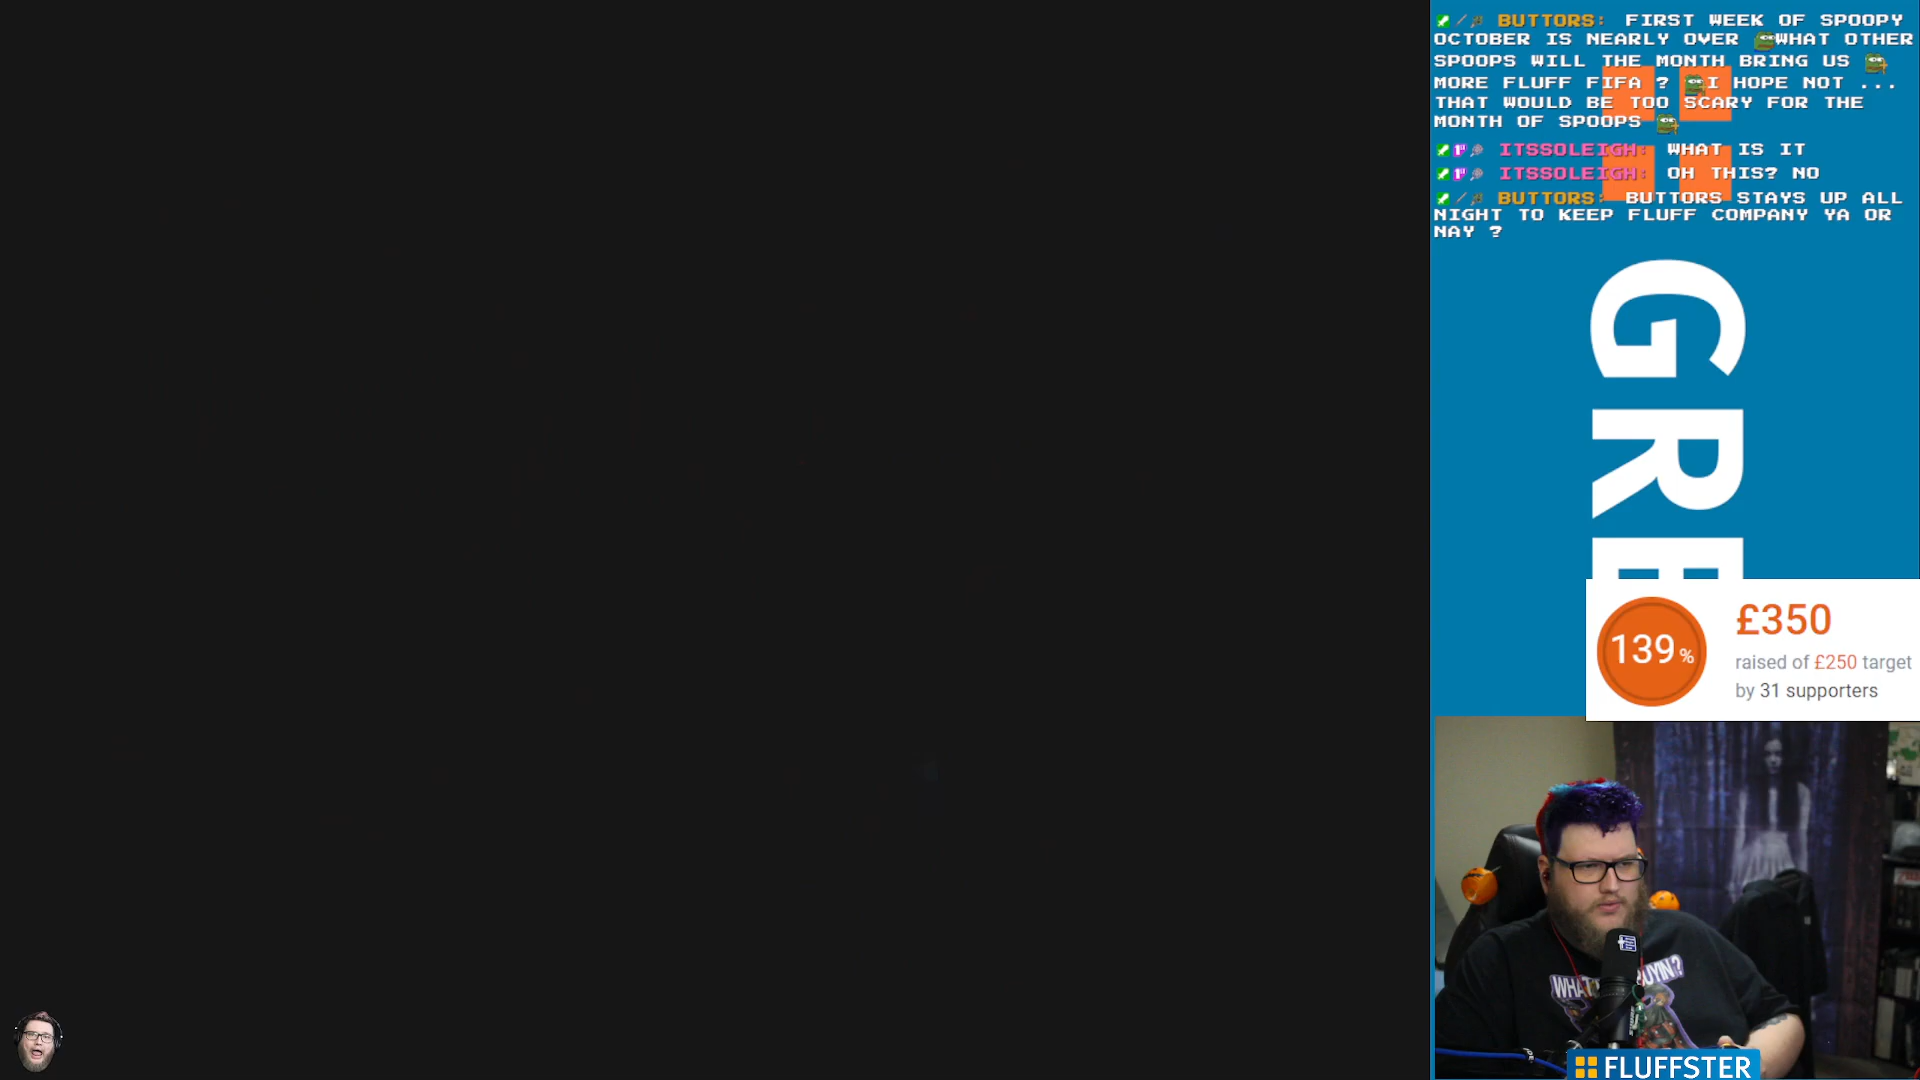 BUTTORS: FIRST WEEK OF SPOOPY
OCTOBER IS NEARLY OVER WHAT OTHER
SPOOPS WILL THE MONTH BRING US
MORE FLUFF FIFA ? I HOPE NOT ...
THAT WOULD BE TOO SCARY FOR THE
MONTH OF SPOOPS
ITSSOLEIGH: WHAT IS IT
ITSSOLEIGH: OH THIS? NO
BUTTORS: BUTTORS STAYS UP ALL
NIGHT TO KEEP FLUFF COMPANY YA OR
NAY ?
GRE
139%
£350
raised of £250 target
by 31 supporters
FLUFFSTER